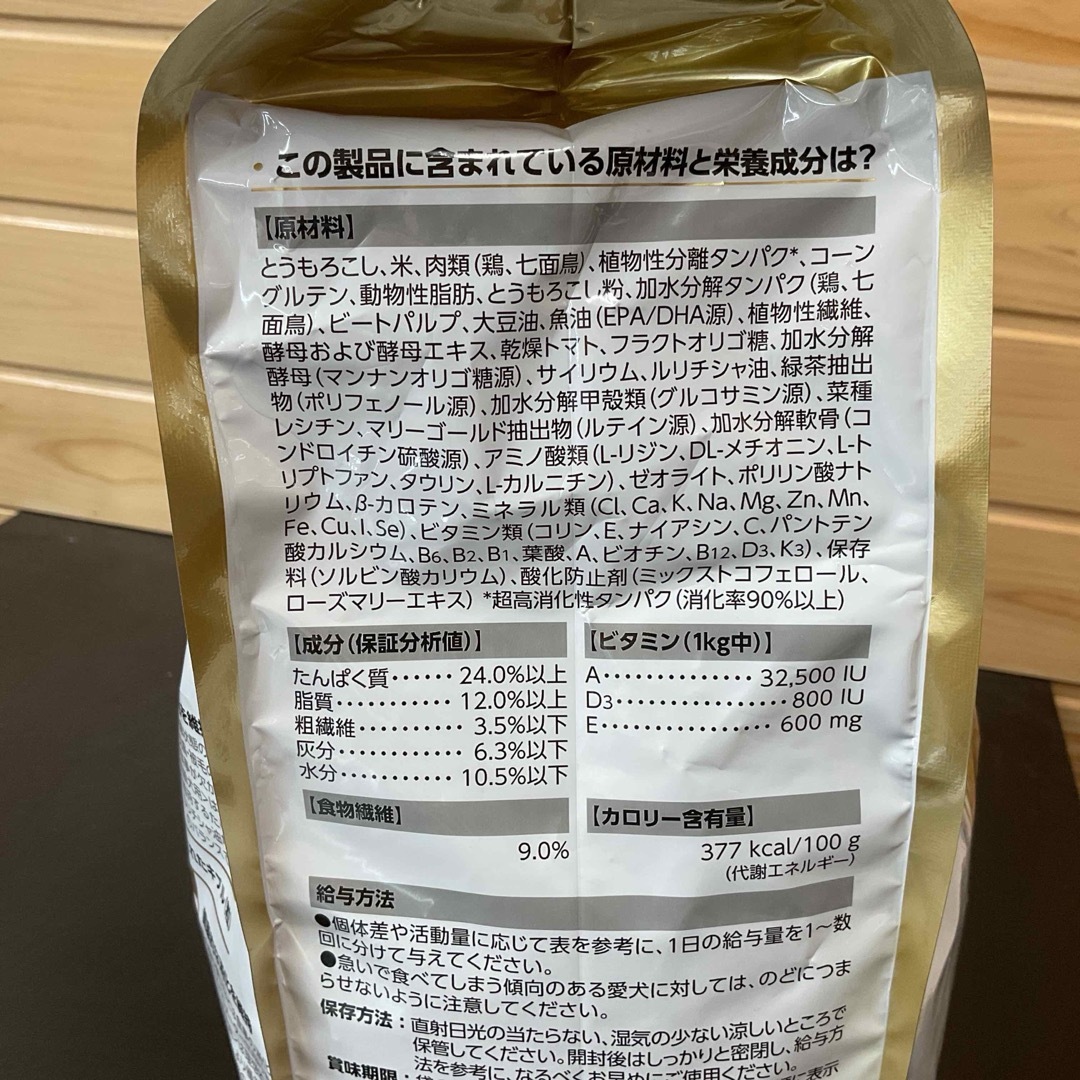 ・この製品に含まれている原材料と栄養成分は?
【原材料】
とうもろこし、米、肉類(鶏、七面鳥)、植物性分離タンパク*、コーン
グルテン、動物性脂肪、とうもろこし粉、加水分解タンパク(鶏、七
面鳥)、ビートパルプ、大豆油、魚油(EPA/DHA源)、植物性繊維、
酵母および酵母エキス、乾燥トマト、フラクトオリゴ糖、加水分解
酵母(マンナンオリゴ糖源)、サイリウム、ルリチシャ油、緑茶抽出
物(ポリフェノール源)、加水分解甲殻類(グルコサミン源)、菜種
レシチン、マリーゴールド抽出物(ルテイン源)、加水分解軟骨(コ
ンドロイチン硫酸源)、アミノ酸類(L-リジン、DL-メチオニン、L-ト
リプトファン、タウリン、L-カルニチン)、ゼオライト、ポリリン酸ナト
リウム、β-カロテン、ミネラル類(Cl、Ca、K、Na、Mg、Zn、Mn、
Fe、Cu、I、Se)、ビタミン類(コリン、E、ナイアシン、C、パントテン
酸カルシウム、B6、B2、B1、葉酸、A、ビオチン、B12、D3、K3)、保存
料(ソルビン酸カリウム)、酸化防止剤(ミックストコフェロール、
ローズマリーエキス) *超高消化性タンパク(消化率90%以上)
【成分(保証分析値)】
たんぱく質…… 24.0%以上
脂質………… 12.0%以上
粗繊維……… 3.5%以下
灰分………… 6.3%以下
水分………… 10.5%以下
【食物繊維】
9.0%
【ビタミン(1kg中)】
A…………… 32,500 IU
D3……………… 800 IU
E……………… 600 mg
【カロリー含有量】
377 kcal/100 g
(代謝エネルギー)
給与方法
●個体差や活動量に応じて表を参考に、1日の給与量を1〜数
回に分けて与えてください。
●急いで食べてしまう傾向のある愛犬に対しては、のどにつま
らせないように注意してください。
保存方法:直射日光の当たらない、湿気の少ない涼しいところで
保管してください。開封後はしっかりと密閉し、給与方
法を参考に、なるべくお早めにご使用ください。
賞味期限: